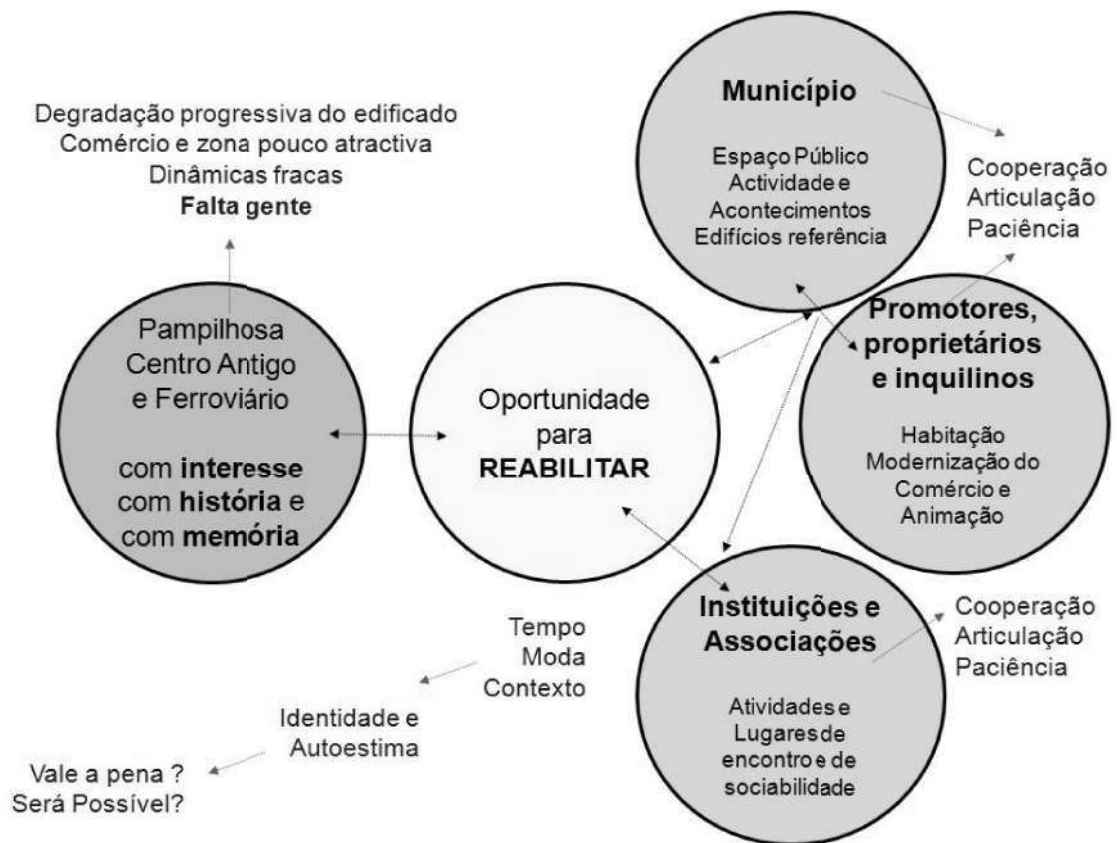 Degradação progressiva do edificado
Comércio e zona pouco atractiva
Dinâmicas fracas
Falta gente
Pampilhosa
Centro Antigo
e Ferroviário
com interesse
com história e
com memória
Oportunidade
para
REABILITAR
Município
Espaço Público
Actividade e
Acontecimentos
Edifícios referência
Cooperação
Articulação
Paciência
Promotores,
proprietários
e inquilinos
Habitação
Modernização do
Comércio e
Animação
Instituições e
Associações
Atividades e
Lugares de
encontro e de
sociabilidade
Cooperação
Articulação
Paciência
Tempo
Moda
Contexto
Identidade e
Autoestima
Vale a pena ?
Será Possível?